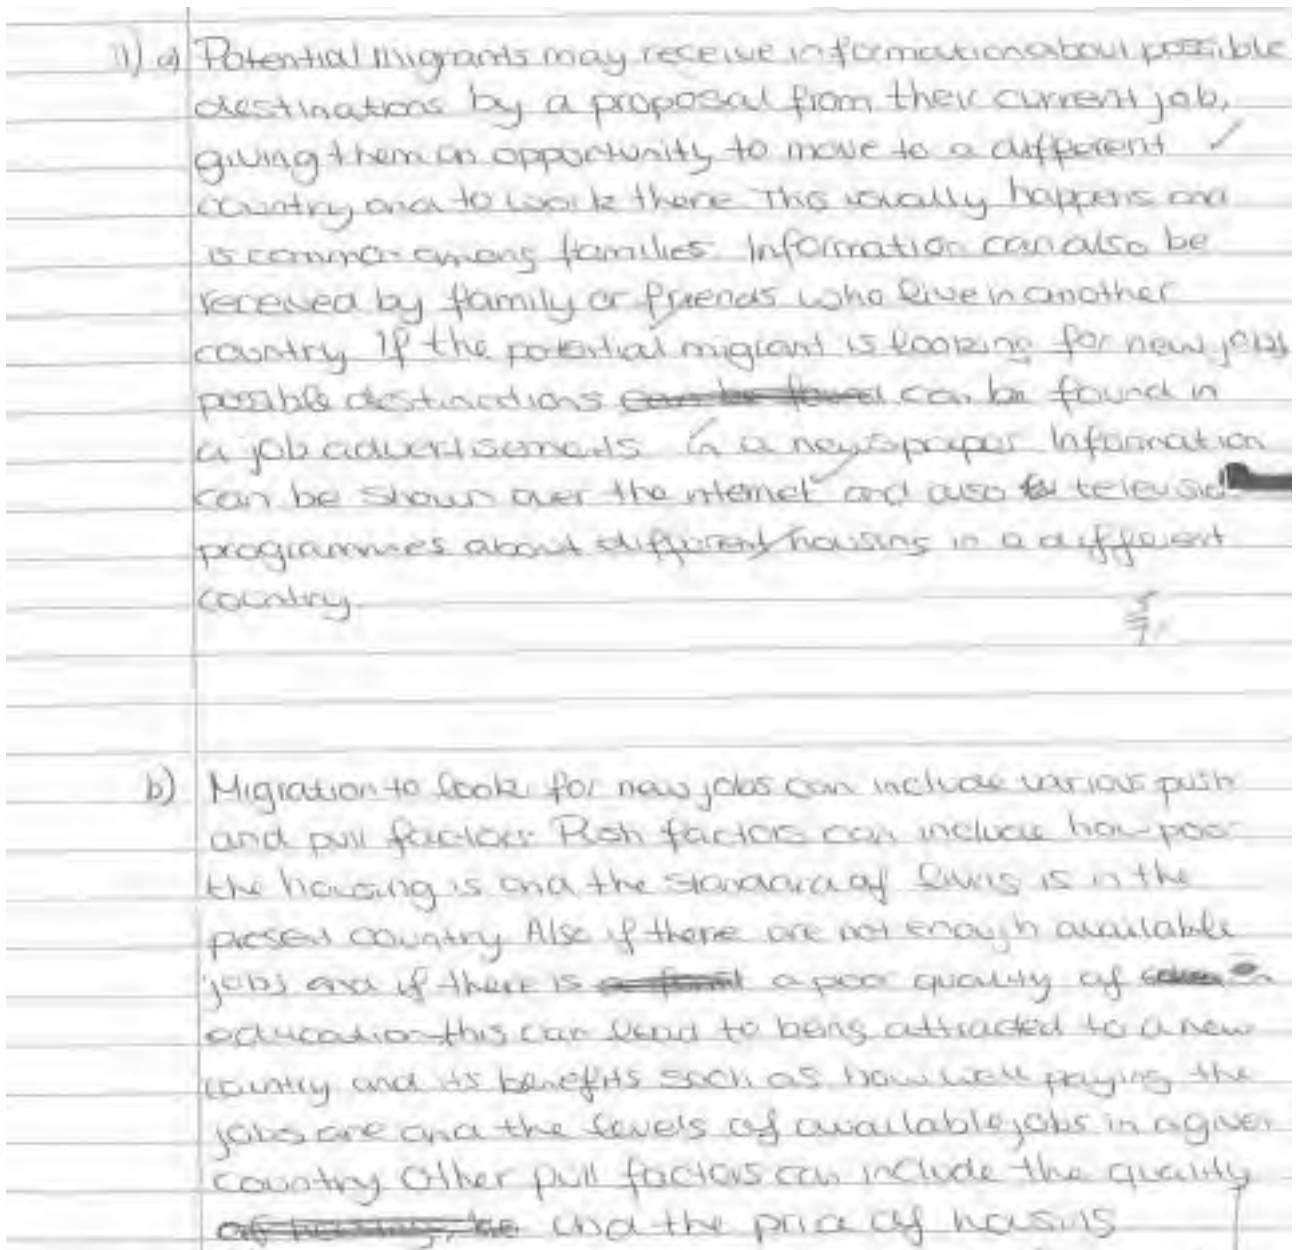 11) a) Potential migrants may receive information about possible
destinations by a proposal from their current job,
giving them an opportunity to move to a different
country and to work there. This usually happens and
is common among families. Information can also be
received by family or friends who live in another
country. If the potential migrant is looking for new jobs
possible destinations can be found in
a job advertisements in a newspaper. Information
can be shown over the internet and also televisio
programmes about different housing in a different
country.
5/7
b) Migration to look for new jobs can include various push
and pull factors. Push factors can include how poor
the housing is and the standard of living is in the
present country. Also if there are not enough available
jobs and if there is a poor quality of
education this can lead to being attracted to a new
country and its benefits such as how well paying the
jobs are and the levels of available jobs in a given
country. Other pull factors can include the quality
and the price of housing